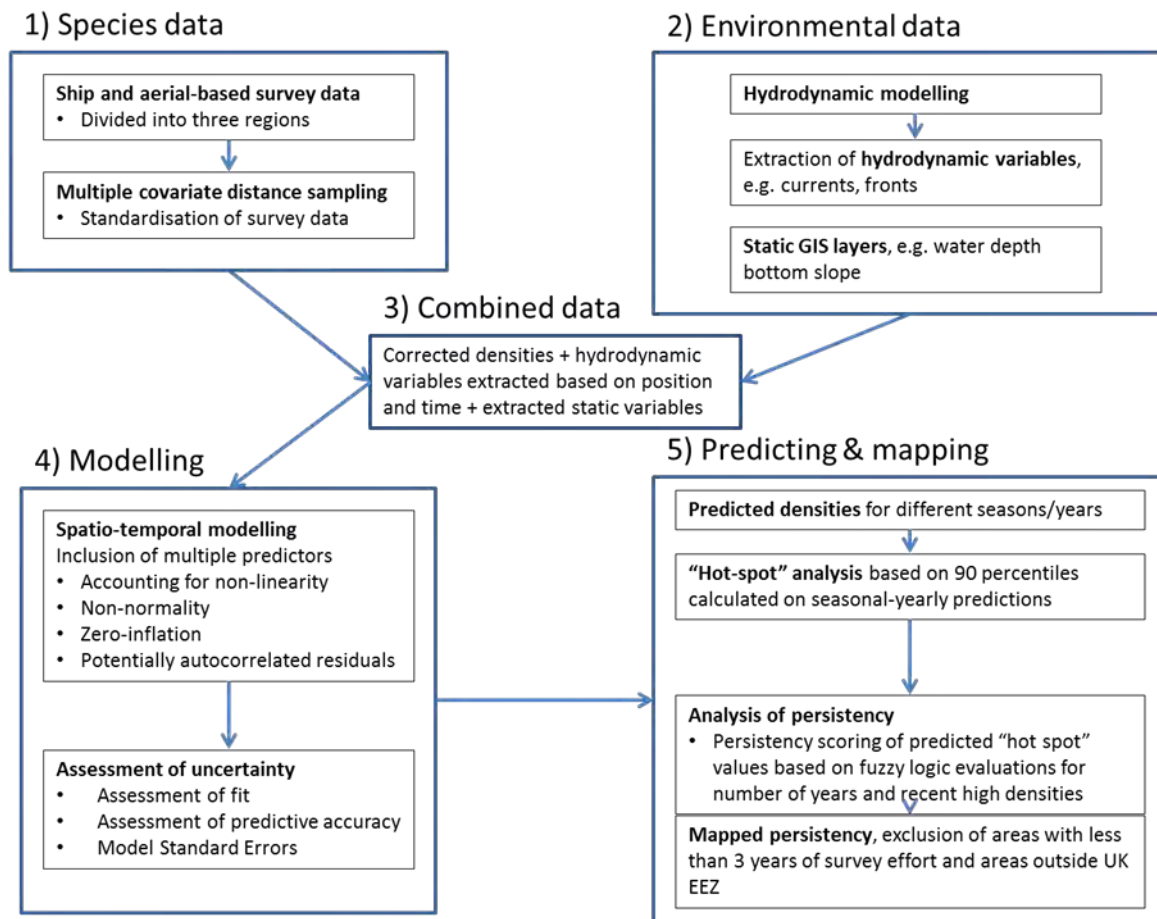 1) Species data
Ship and aerial-based survey data
• Divided into three regions
Multiple covariate distance sampling
• Standardisation of survey data
2) Environmental data
Hydrodynamic modelling
Extraction of hydrodynamic variables,
e.g. currents, fronts
Static GIS layers, e.g. water depth
bottom slope
3) Combined data
Corrected densities + hydrodynamic
variables extracted based on position
and time + extracted static variables
4) Modelling
Spatio-temporal modelling
Inclusion of multiple predictors
• Accounting for non-linearity
• Non-normality
• Zero-inflation
• Potentially autocorrelated residuals
Assessment of uncertainty
• Assessment of fit
• Assessment of predictive accuracy
• Model Standard Errors
5) Predicting & mapping
Predicted densities for different seasons/years
“Hot-spot” analysis based on 90 percentiles
calculated on seasonal-yearly predictions
Analysis of persistency
• Persistency scoring of predicted “hot spot”
values based on fuzzy logic evaluations for
number of years and recent high densities
Mapped persistency, exclusion of areas with less
than 3 years of survey effort and areas outside UK
EEZ